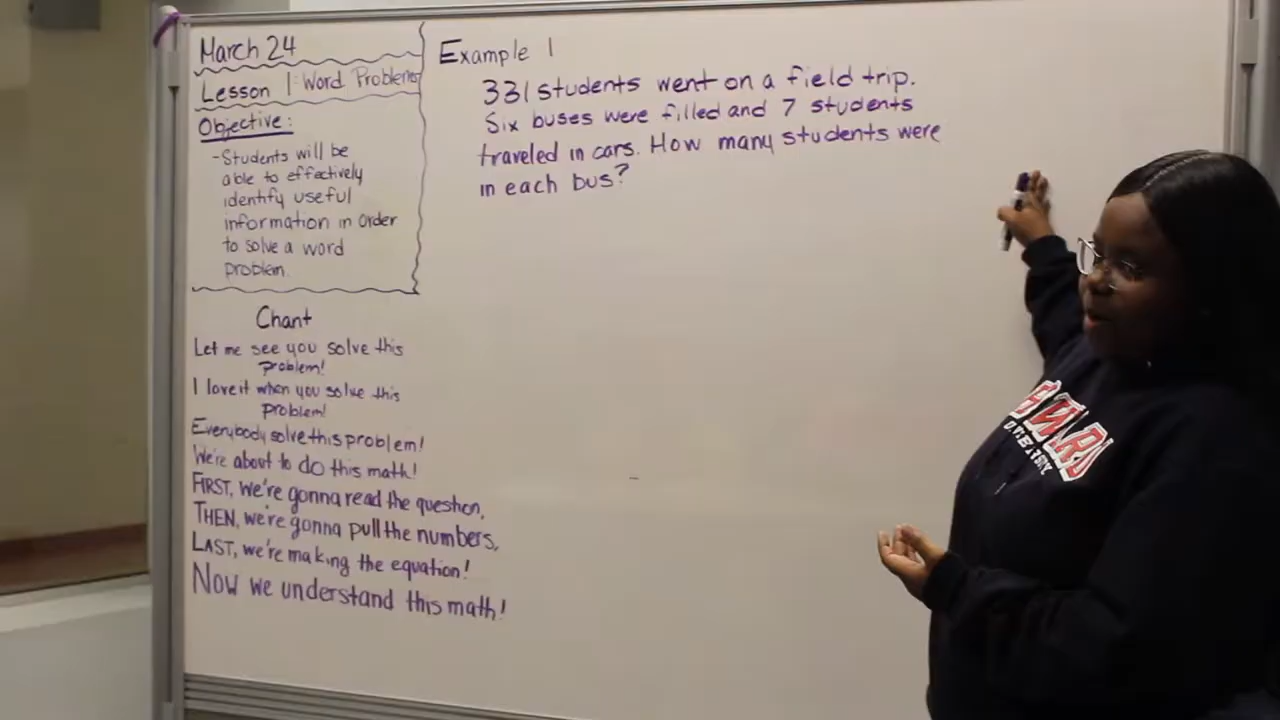 March 24
Lesson 1: Word Problems
Objective:
- Students will be
able to effectively
identify useful
information in order
to solve a word
problem.
Chant
Let me see you solve this
problem!
I love it when you solve this
problem!
Everybody solve this problem!
We're about to do this math!
FIRST, we're gonna read the question,
THEN, we're gonna pull the numbers,
LAST, we're making the equation!
Now we understand this math!
Example 1
331 students went on a field trip.
Six buses were filled and 7 students
traveled in cars. How many students were
in each bus?